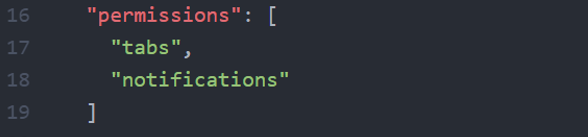 16 "permissions": [
17 "tabs",
18 "notifications"
19 ]